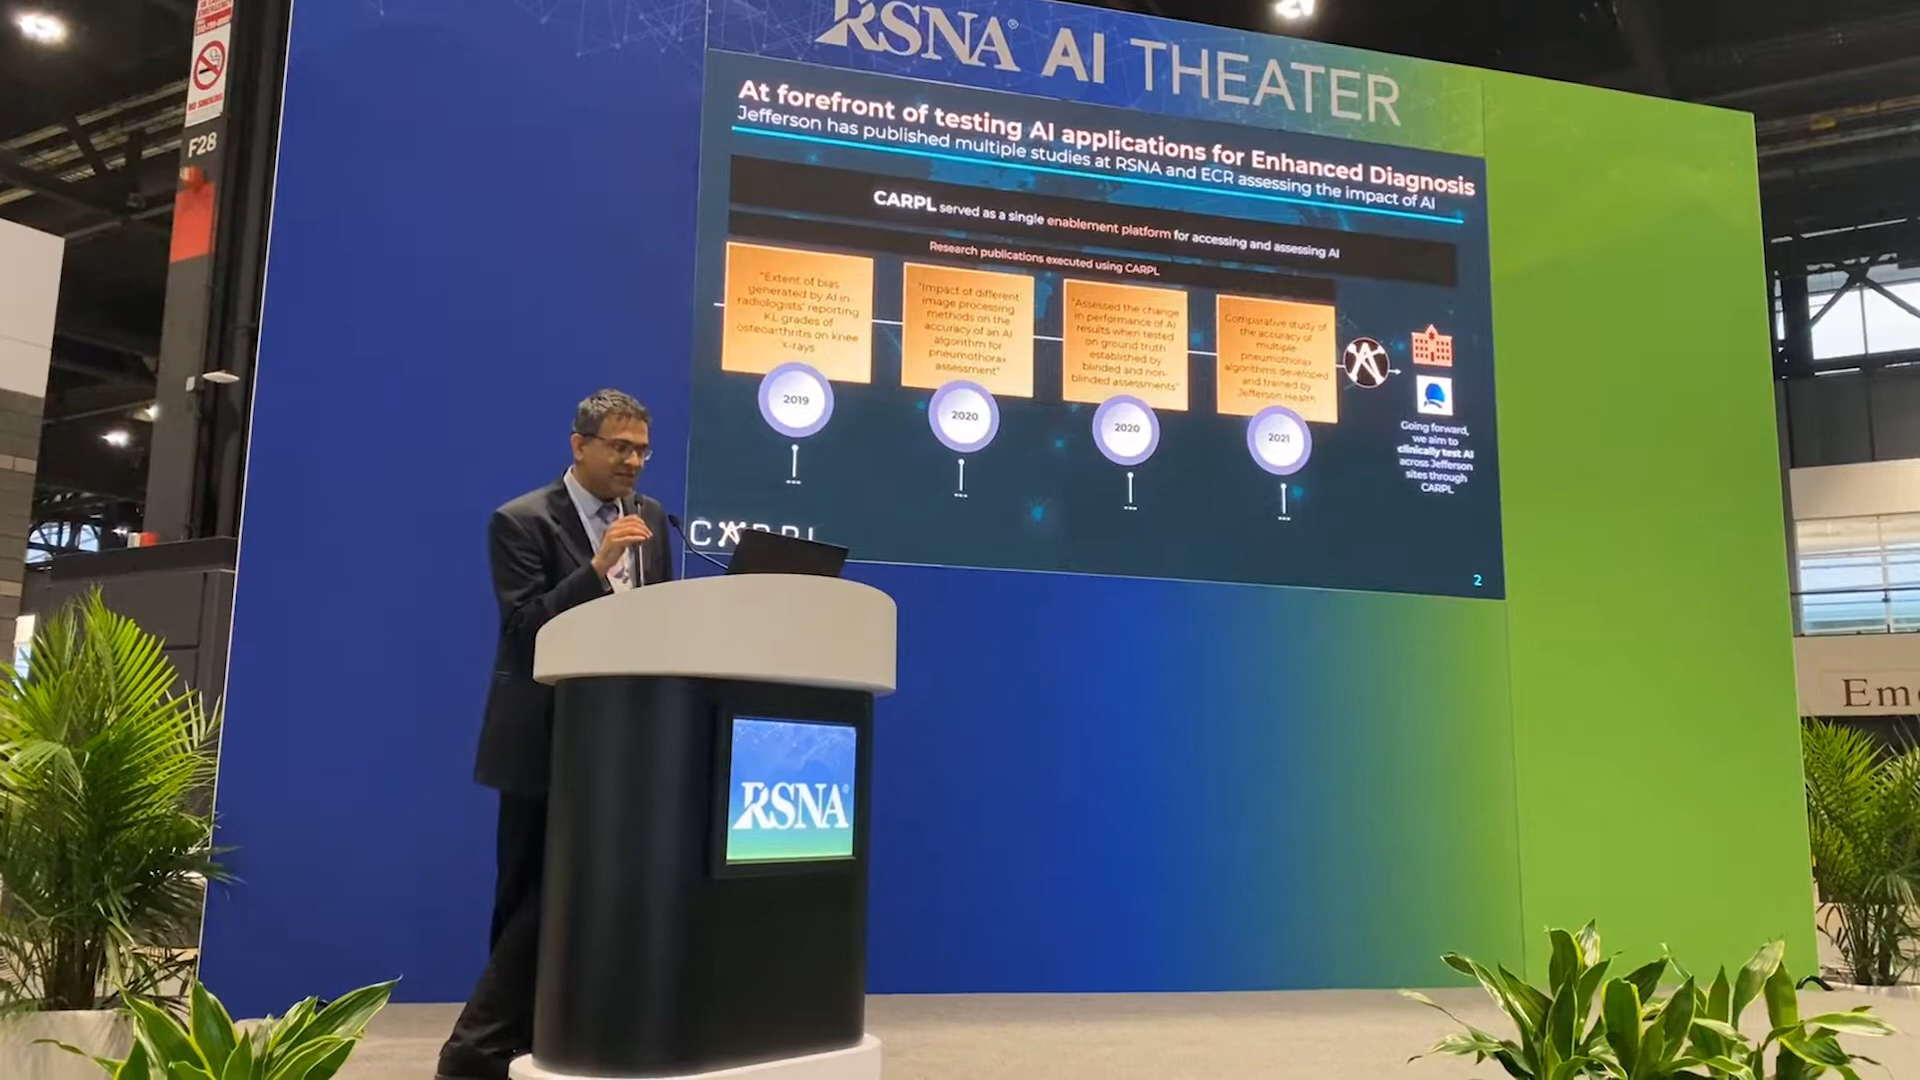 EMERGENCY
NO SMOKING
F28
RSNA® AI THEATER
At forefront of testing AI applications for Enhanced Diagnosis
Jefferson has published multiple studies at RSNA and ECR assessing the impact of AI
CARPL served as a single enablement platform for accessing and assessing AI
Research publications executed using CARPL
"Extent of bias
generated by AI in
radiologists' reporting
KL grades of
osteoarthritis on knee
X-rays
2019
...
"Impact of different
image processing
methods on the
accuracy of an AI
algorithm for
pneumothorax
assessment"
2020
...
"Assessed the change
in performance of AI
results when tested
on ground truth
established by
blinded and non-
blinded assessments"
2020
...
Comparative study of
the accuracy of
multiple
pneumothorax
algorithms developed
and trained by
Jefferson Health
2021
...
Going forward,
we aim to
clinically test AI
across Jefferson
sites through
CARPL
CARPL
2
RSNA®
Eme